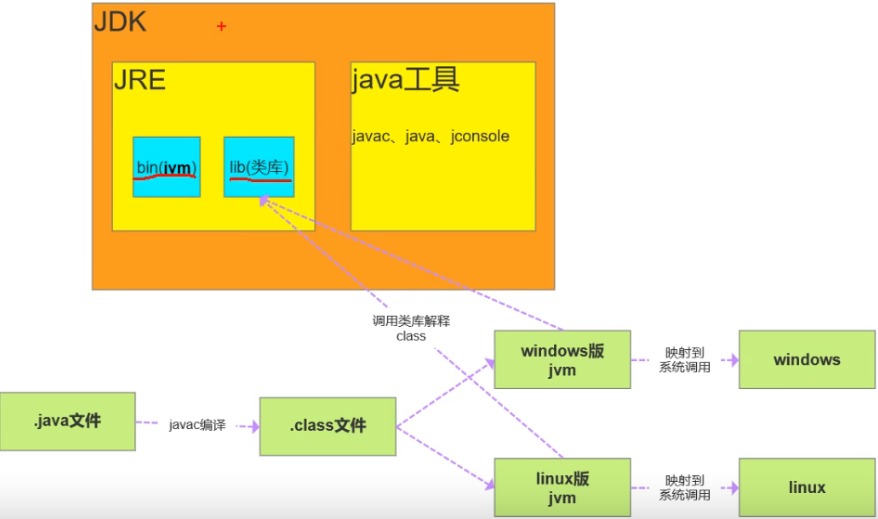 JDK
JRE
java工具
javac、java、jconsole
bin(jvm)
lib(类库)
调用类库解释
class
windows版
jvm
映射到
系统调用
windows
.java文件
javac编译
.class文件
linux版
jvm
映射到
系统调用
linux